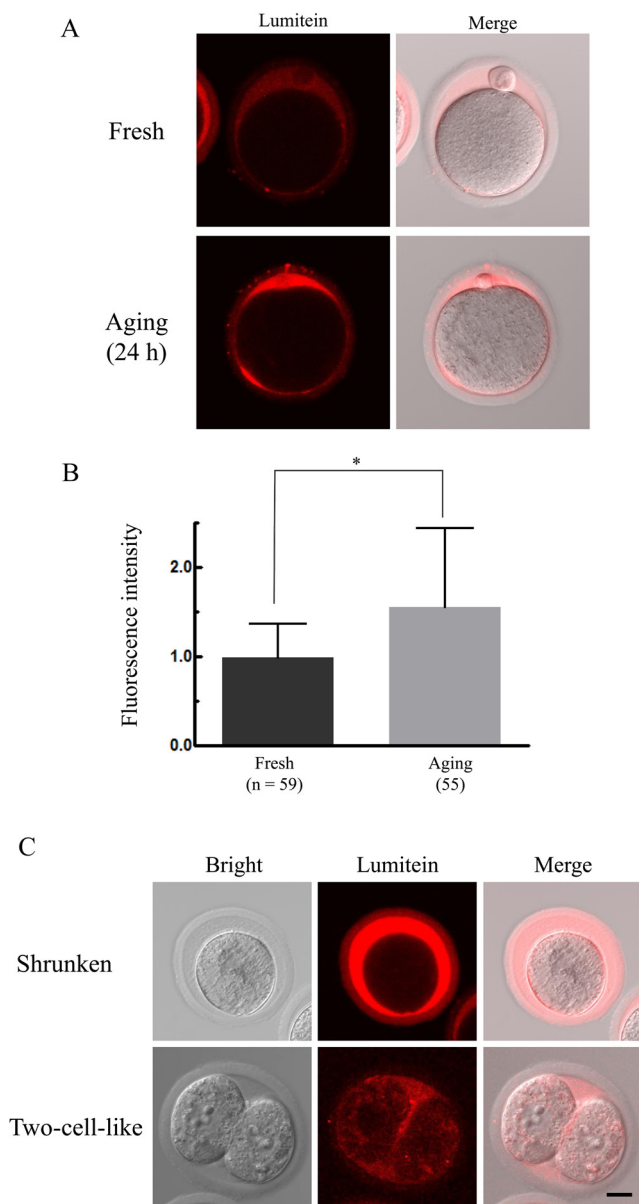 A
Lumitein
Merge
Fresh
Aging
(24 h)
B
*
Fluorescence intensity
2.0
1.0
0.0
Fresh
(n = 59)
Aging
(55)
C
Bright
Lumitein
Merge
Shrunken
Two-cell-like